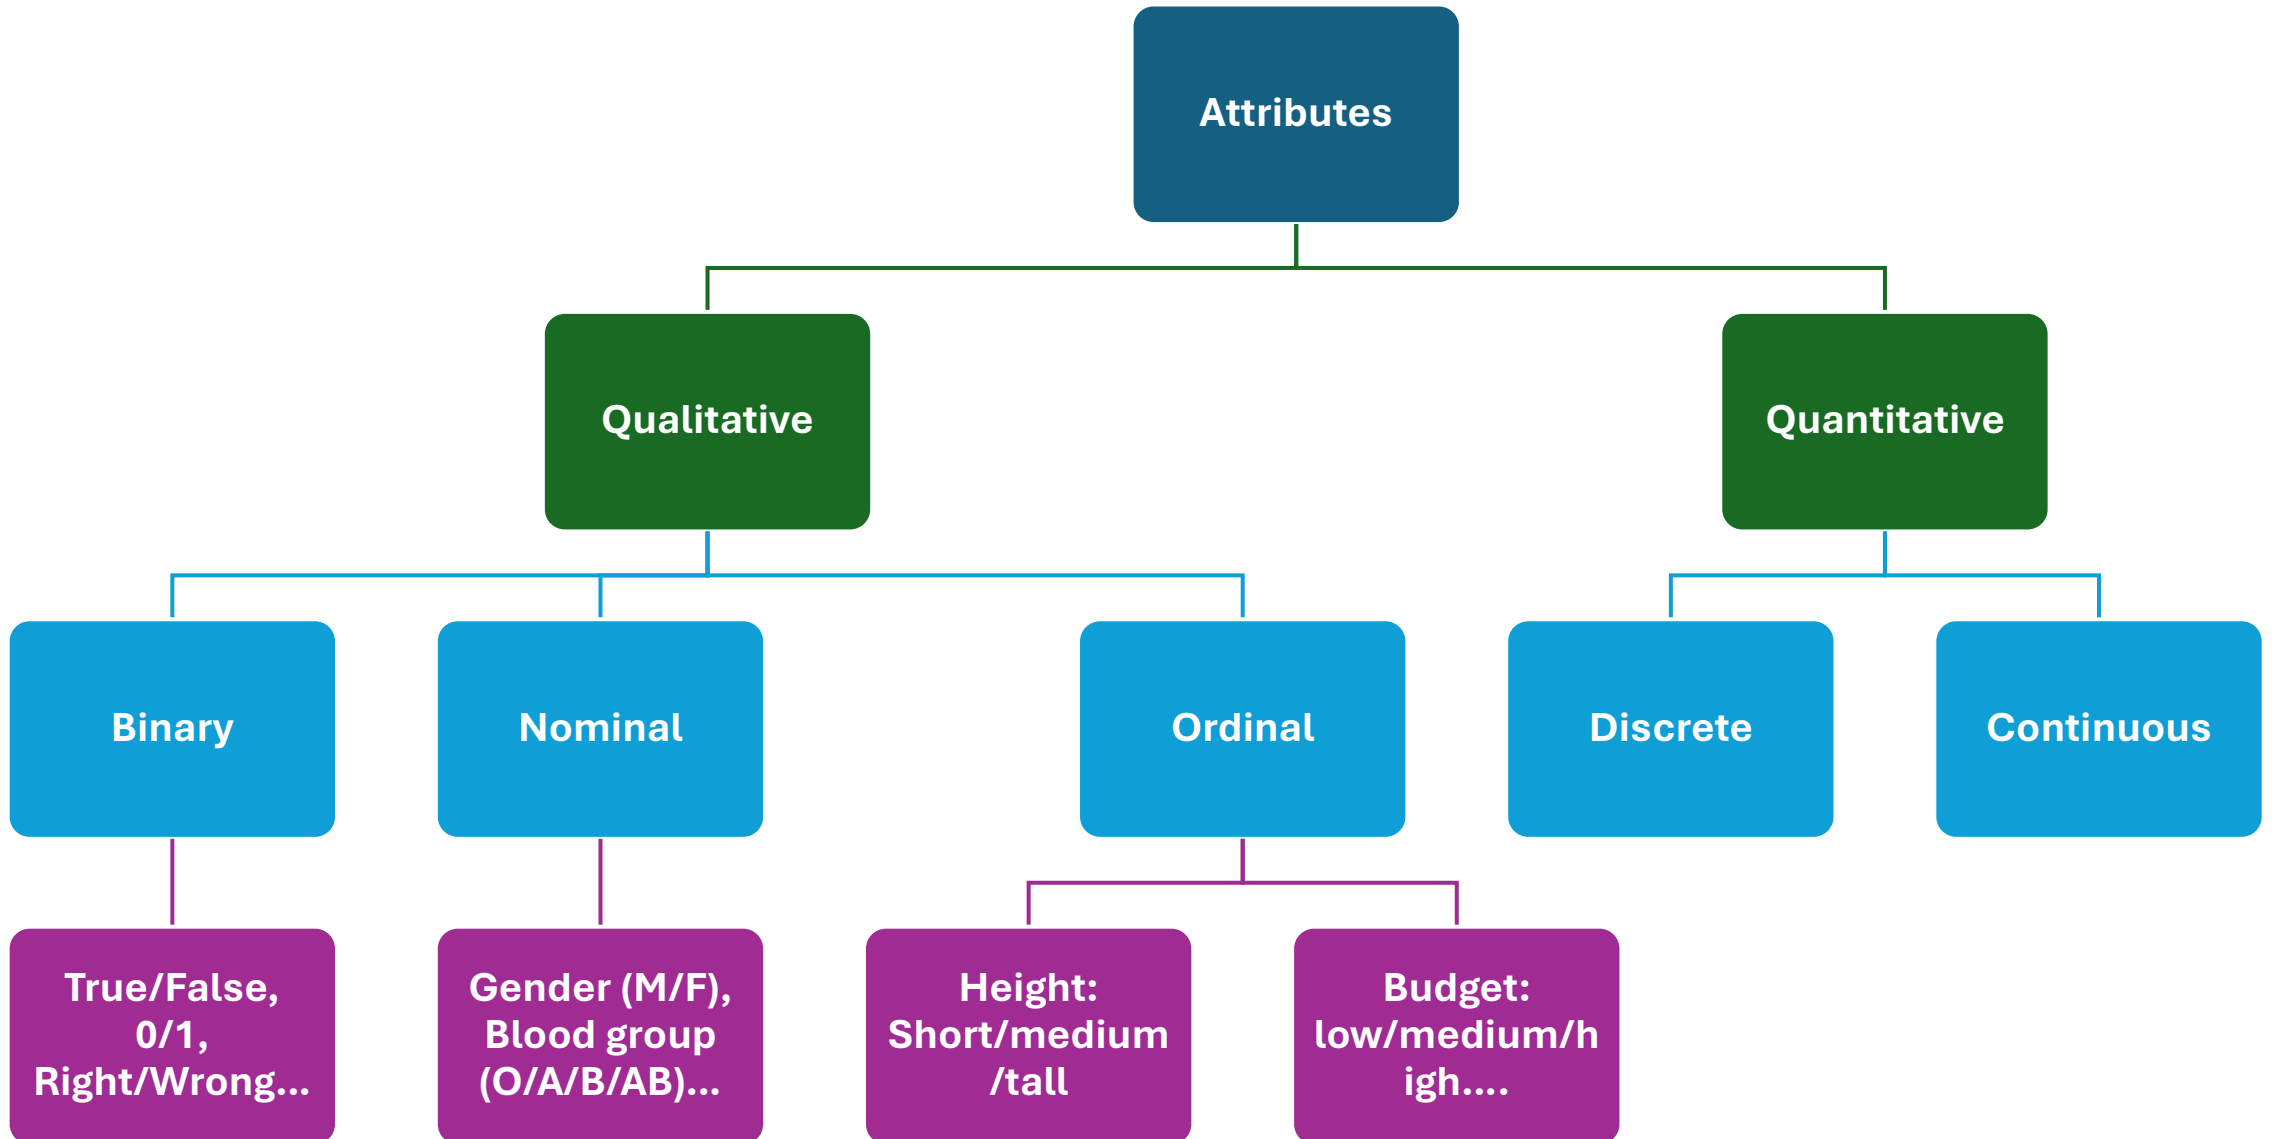 Attributes
Qualitative
Quantitative
Binary
Nominal
Ordinal
Discrete
Continuous
True/False,
0/1,
Right/Wrong...
Gender (M/F),
Blood group
(O/A/B/AB)...
Height:
Short/medium
/tall
Budget:
low/medium/h
igh....